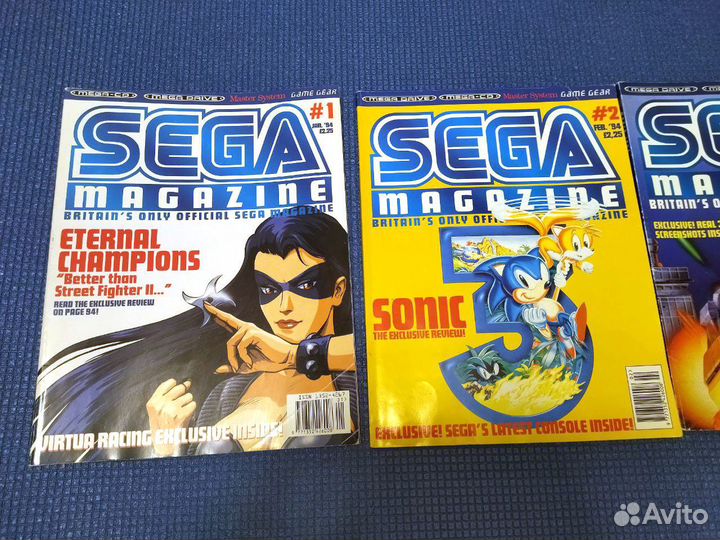 MEGA-CD MEGA DRIVE Master System GAME GEAR
#1
JAN. '94
£2.25
SEGA
MAGAZINE
BRITAIN'S ONLY OFFICIAL SEGA MAGAZINE
ETERNAL
CHAMPIONS
"Better than
Street Fighter II..."
READ THE EXCLUSIVE REVIEW
ON PAGE 94!
VIRTUA RACING EXCLUSIVE INSIDE!
MEGA DRIVE MEGA-CD Master System GAME GEAR
#2
FEB. '94
£2.25
SEGA
MAGAZINE
BRITAIN'S ONLY OFFICIAL SEGA MAGAZINE
SONIC
3
THE EXCLUSIVE REVIEW!
EXCLUSIVE! SEGA'S LATEST CONSOLE INSIDE!
MEGA DRIVE
SE
MA
BRITAIN'S O
EXCLUSIVE! REAL
SCREENSHOTS INS
Avito